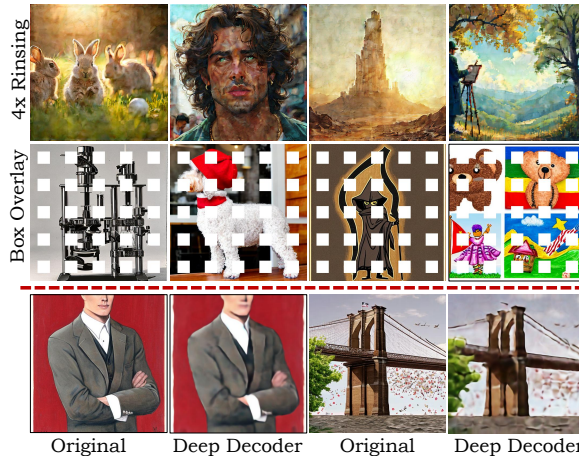 4x Rinsing
Box Overlay
Original
Deep Decoder
Original
Deep Decoder